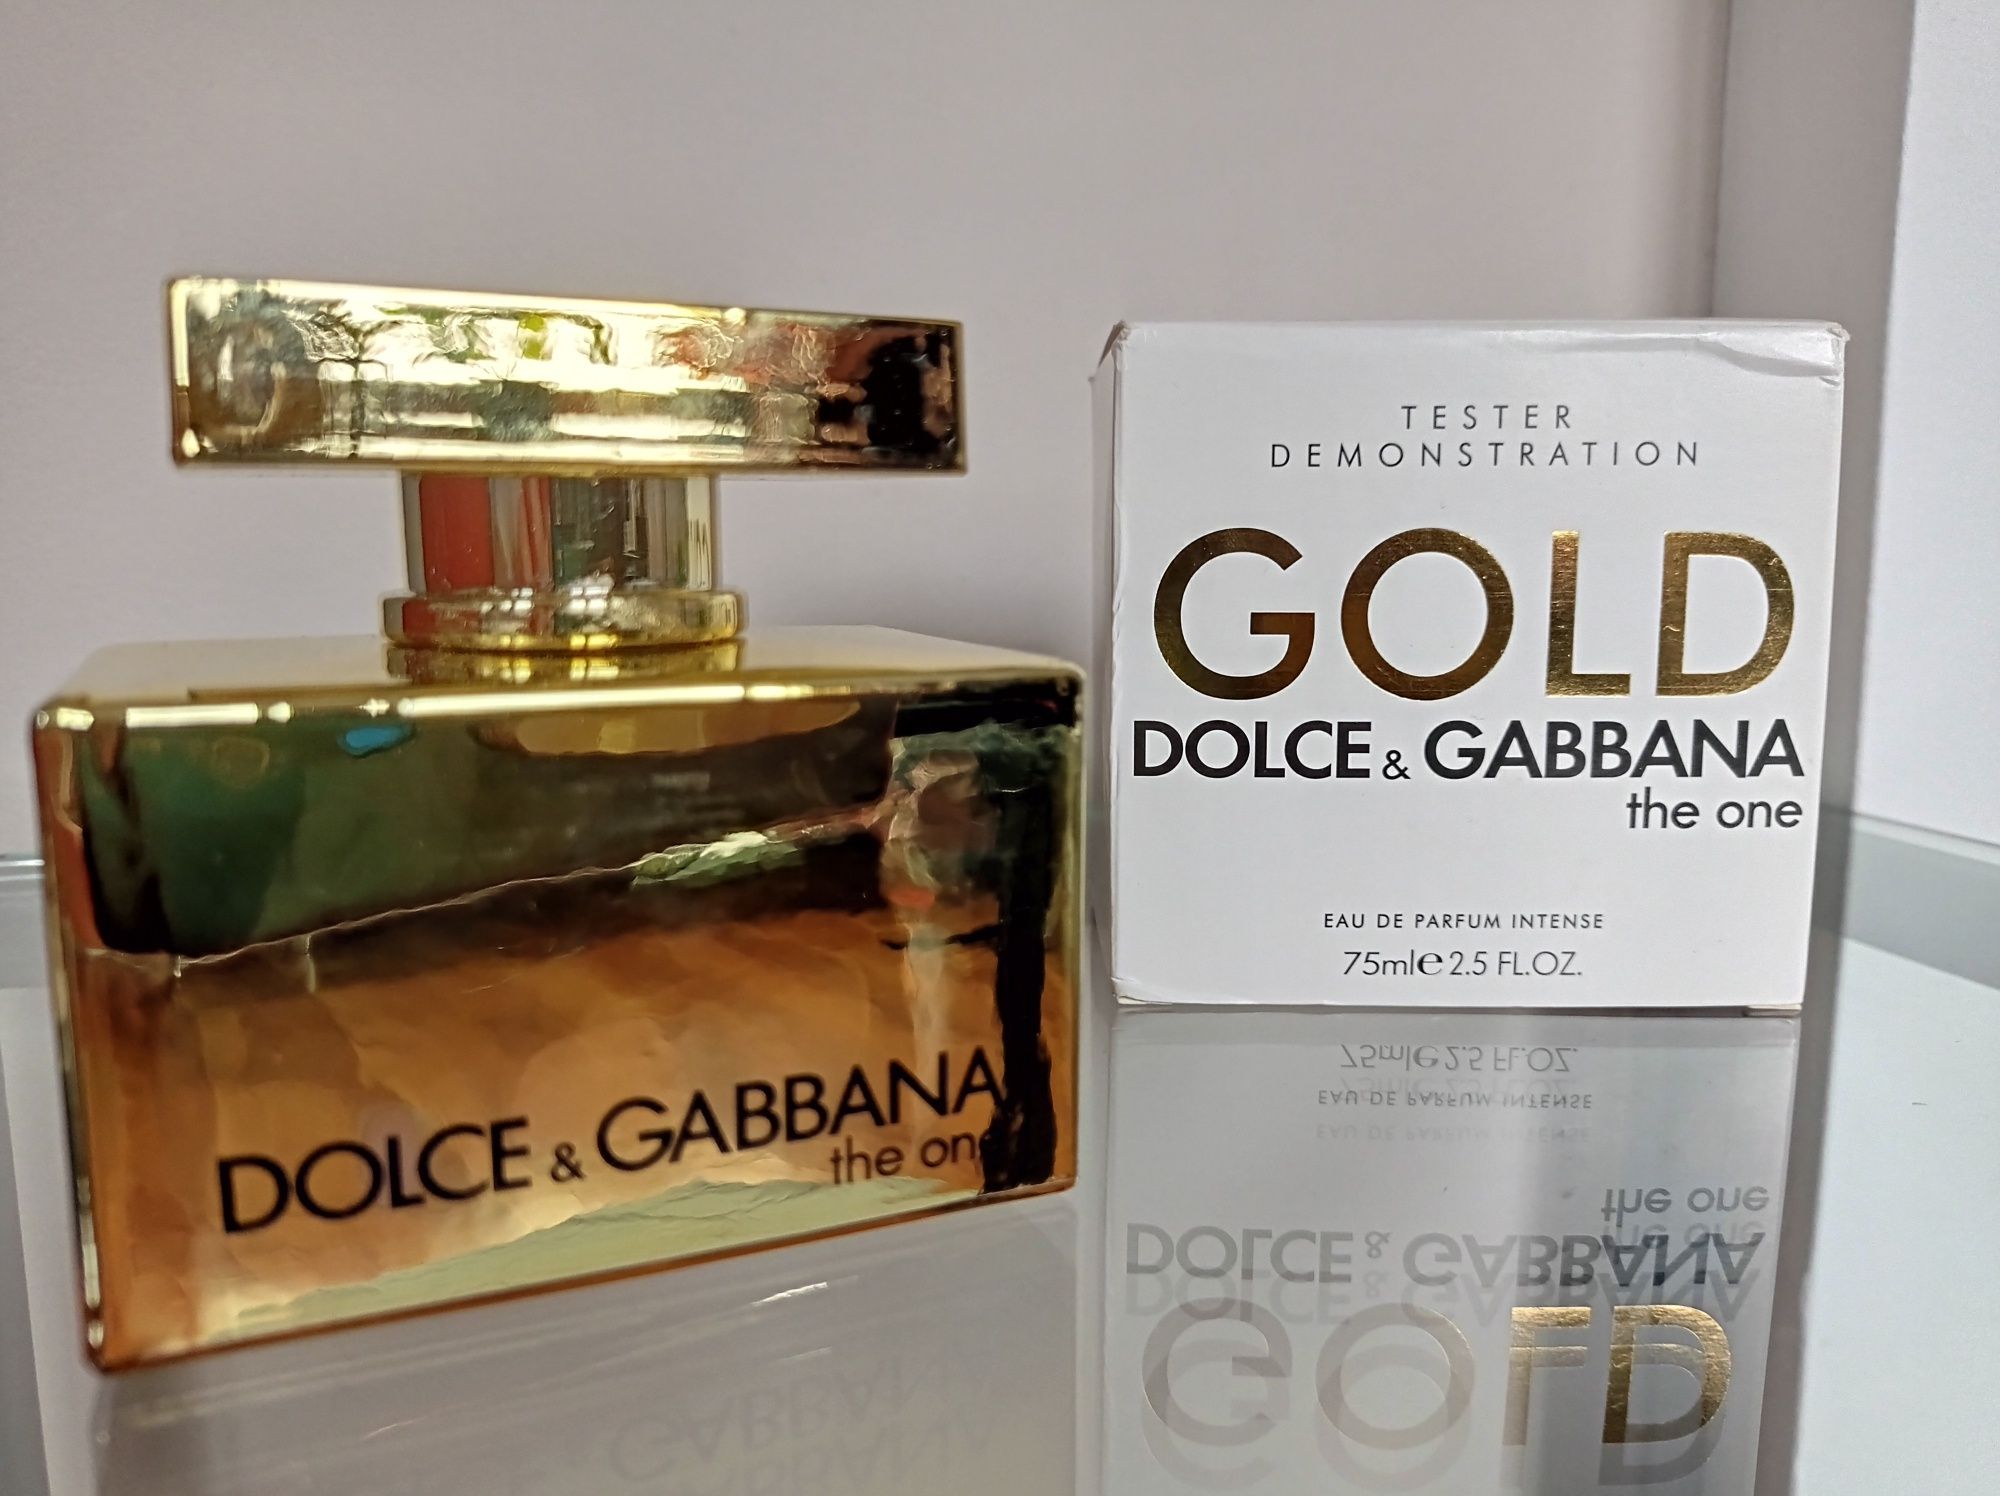 DOLCE & GABBANA
the one
TESTER
DEMONSTRATION
GOLD
DOLCE & GABBANA
the one
EAU DE PARFUM INTENSE
75ml℮2.5 FL.OZ.